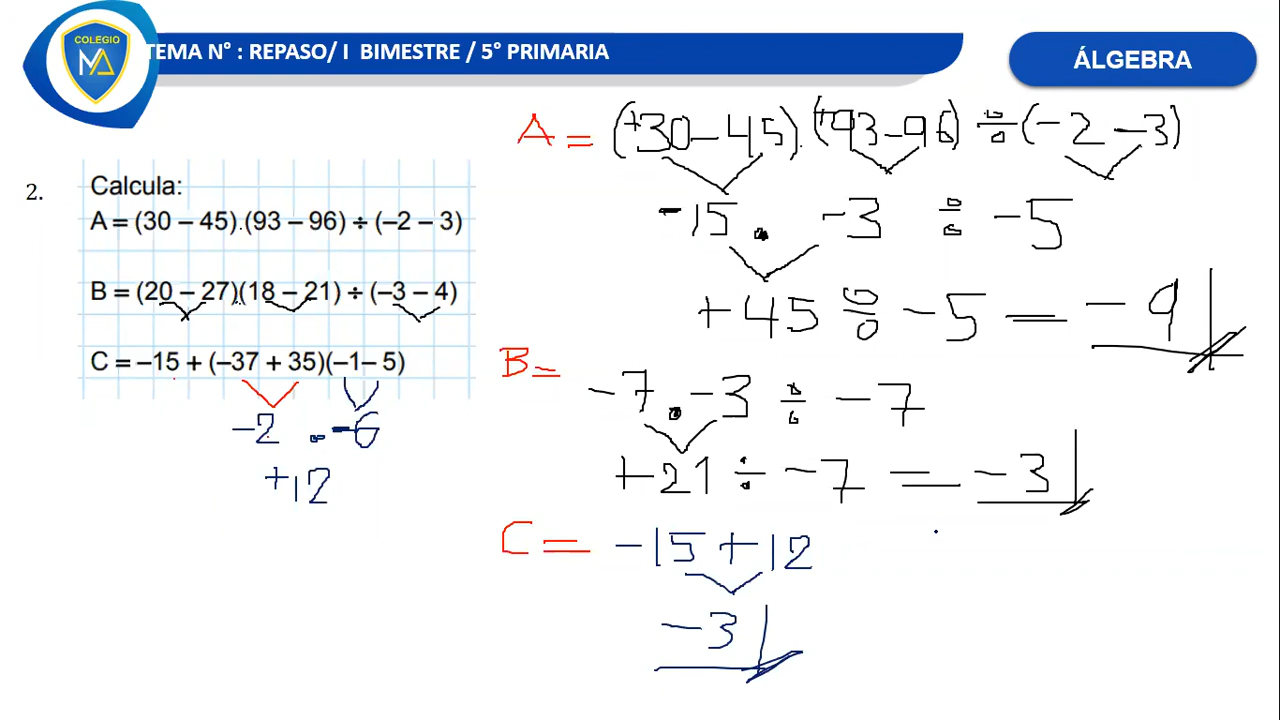 COLEGIO
MA
TEMA N° : REPASO/ I BIMESTRE / 5° PRIMARIA
ÁLGEBRA
2.
Calcula:
A = (30 – 45).(93 – 96) ÷ (–2 – 3)
B = (20 – 27)(18 – 21) ÷ (–3 – 4)
C = –15 + (–37 + 35)(–1– 5)
-2 . -6
+12
A = (+30-45).(+93-96) ÷ (-2-3)
-15 . -3 ÷ -5
+45 ÷ -5 = -9
B=
-7 . -3 ÷ -7
+21 ÷ -7 = -3
C = -15+12
-3